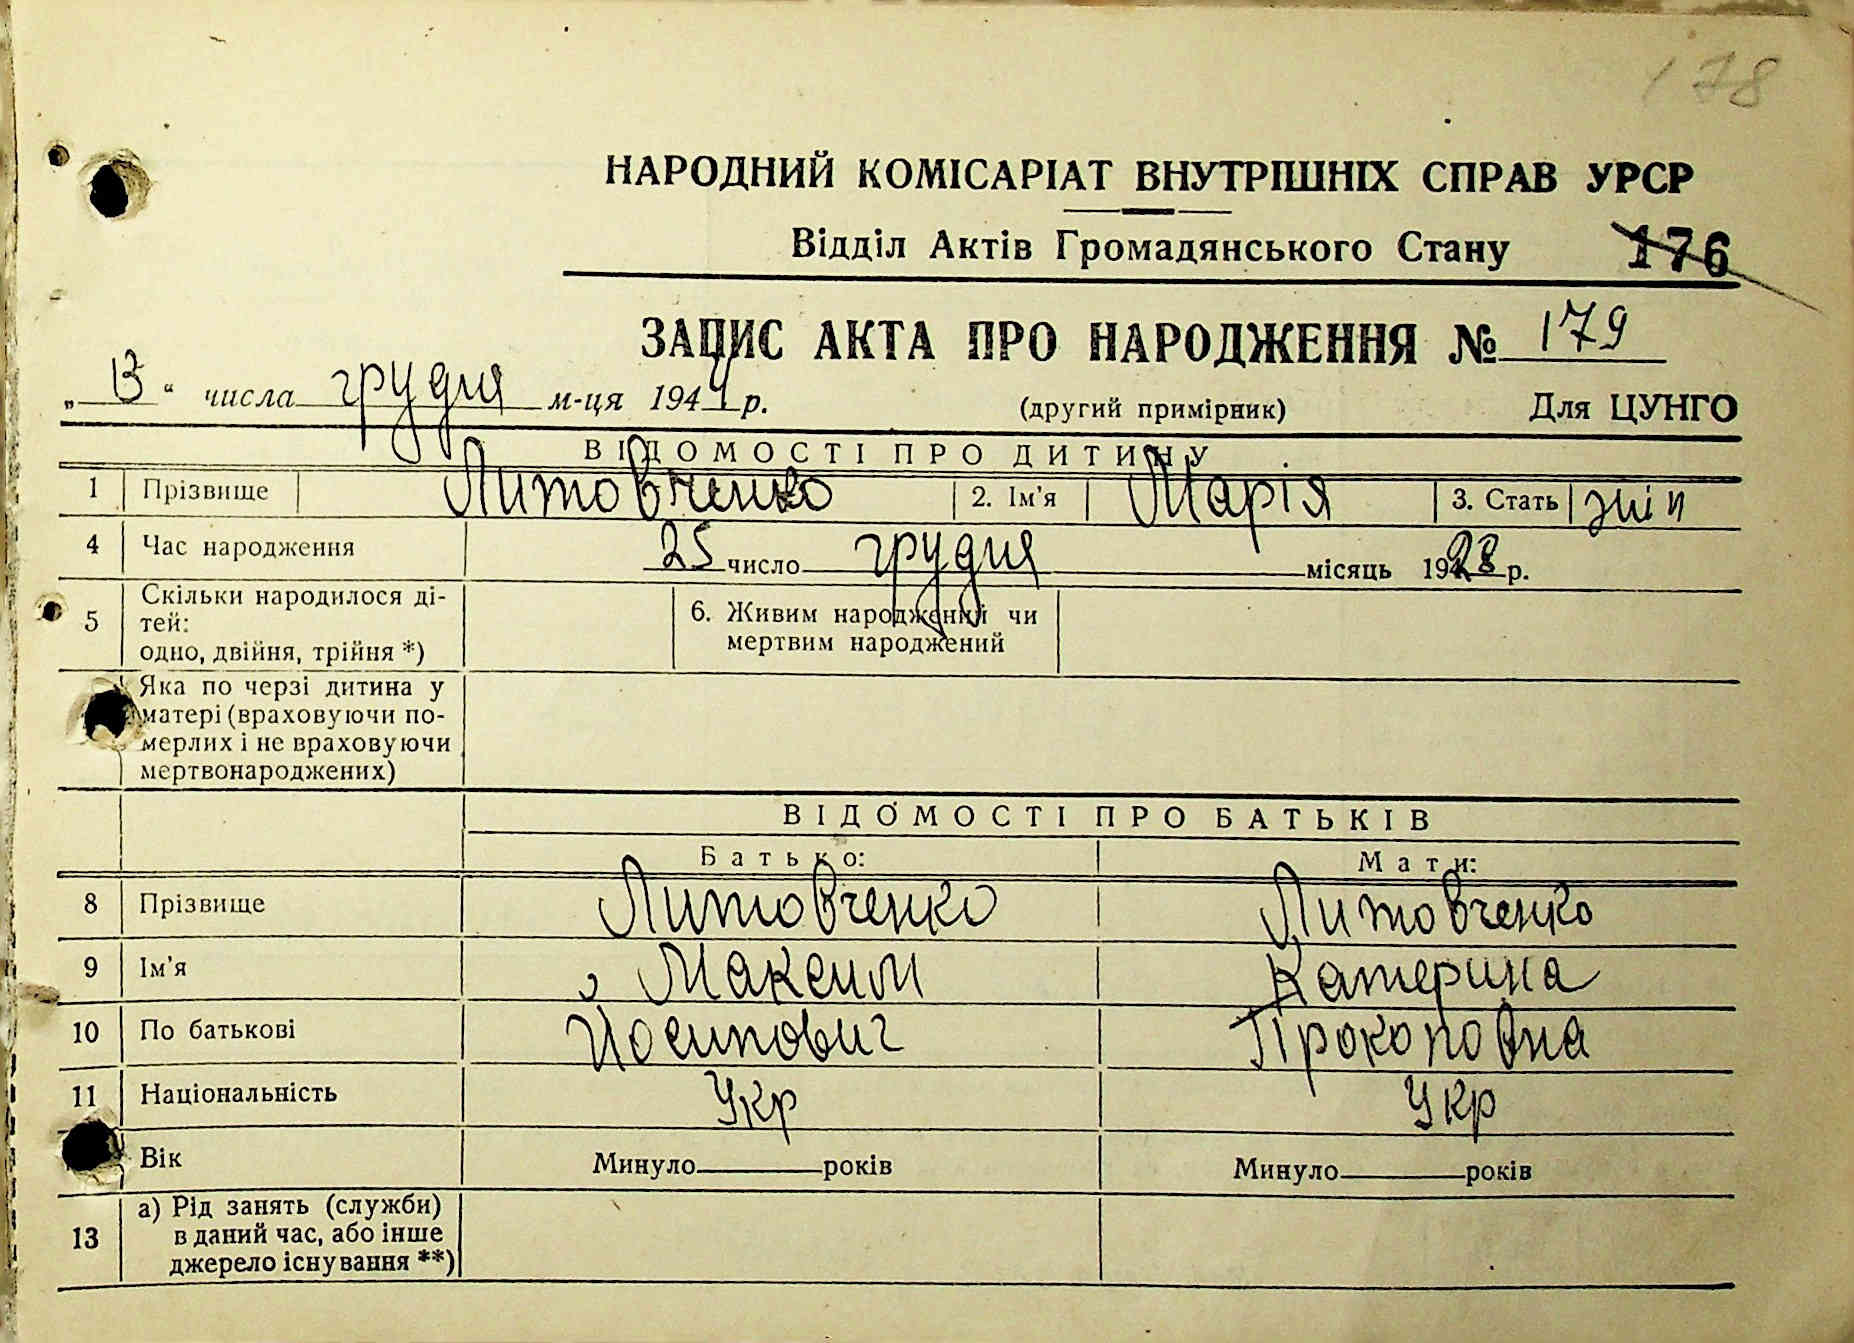 178
НАРОДНИЙ КОМІСАРІАТ ВНУТРІШНІХ СПРАВ УРСР
Відділ Актів Громадянського Стану 176
ЗАПИС АКТА ПРО НАРОДЖЕННЯ № 179
„ 13 “ числа грудня м-ця 1944 р. (другий примірник) Для ЦУНГО
ВІДОМОСТІ ПРО ДИТИНУ
1 Прізвище Литовченко 2. Ім'я Марія 3. Стать жін
4 Час народження 25 число грудня місяць 1928 р.
5 Скільки народилося ді-
тей:
одно, двійня, трійня *) 6. Живим народжений чи
мертвим народжений
Яка по черзі дитина у
матері (враховуючи по-
мерлих і не враховуючи
мертвонароджених)
ВІДОМОСТІ ПРО БАТЬКІВ
Батько: Мати:
8 Прізвище Литовченко Литовченко
9 Ім'я Максим Катерина
10 По батькові Йосипович Прокоповна
11 Національність Укр Укр
Вік Минуло років Минуло років
13 а) Рід занять (служби)
в даний час, або інше
джерело існування **)